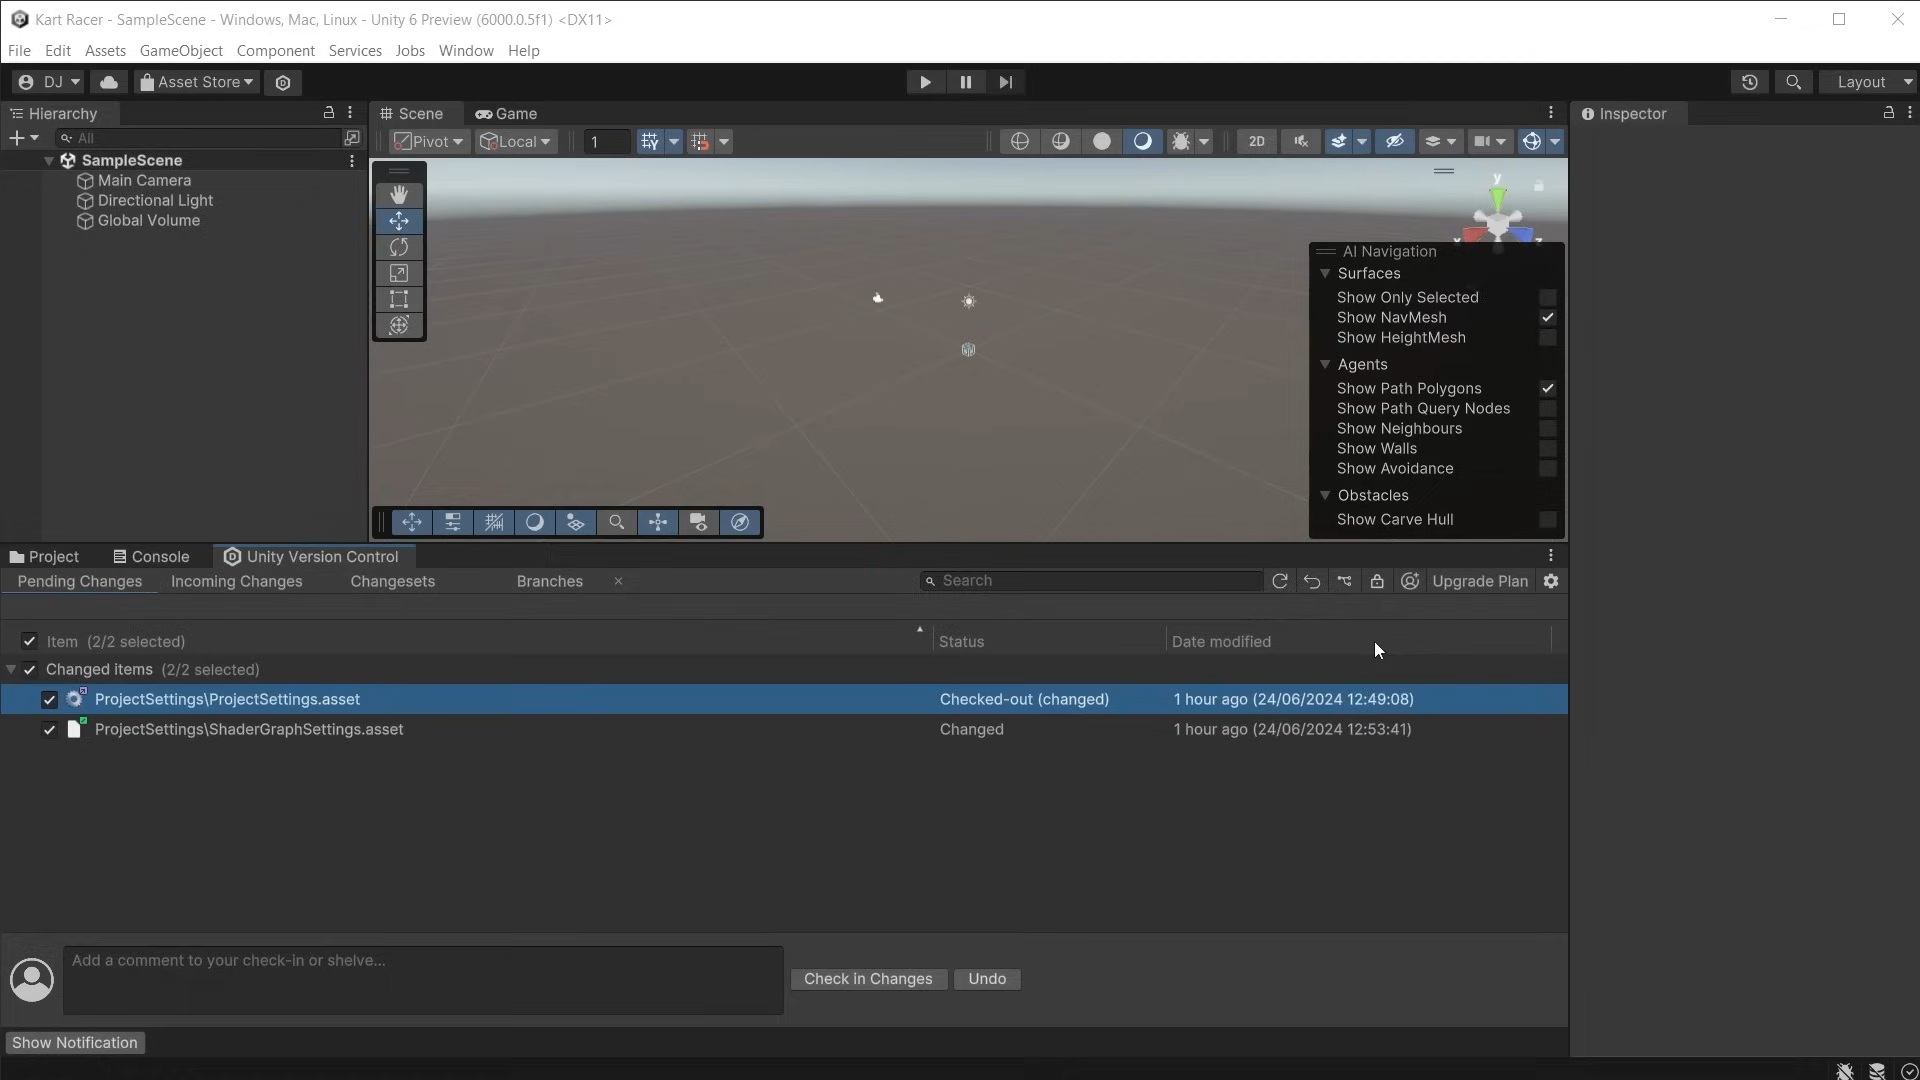 Kart Racer - SampleScene - Windows, Mac, Linux - Unity 6 Preview (6000.0.5f1) <DX11>
File Edit Assets GameObject Component Services Jobs Window Help
DJ Asset Store Layout
Hierarchy
All
SampleScene
Main Camera
Directional Light
Global Volume
Scene Game
Pivot Local 1 2D
y
x z
AI Navigation
Surfaces
Show Only Selected
Show NavMesh
Show HeightMesh
Agents
Show Path Polygons
Show Path Query Nodes
Show Neighbours
Show Walls
Show Avoidance
Obstacles
Show Carve Hull
Inspector
Project Console Unity Version Control
Pending Changes Incoming Changes Changesets Branches Search Upgrade Plan
Item (2/2 selected) Status Date modified
Changed items (2/2 selected)
ProjectSettings\ProjectSettings.asset Checked-out (changed) 1 hour ago (24/06/2024 12:49:08)
ProjectSettings\ShaderGraphSettings.asset Changed 1 hour ago (24/06/2024 12:53:41)
Add a comment to your check-in or shelve...
Check in Changes Undo
Show Notification